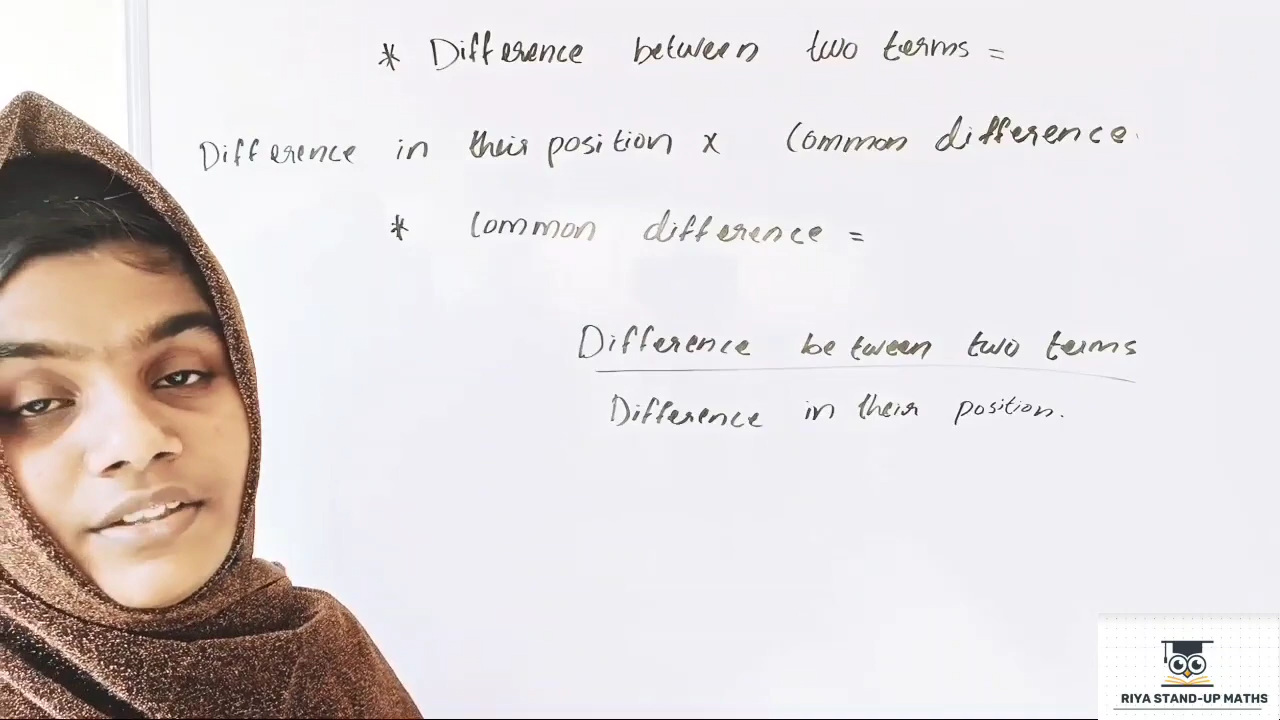 * Difference between two terms =
Difference in their position x Common difference.
* Common difference =
Difference between two terms
Difference in their position.
RIYA STAND-UP MATHS